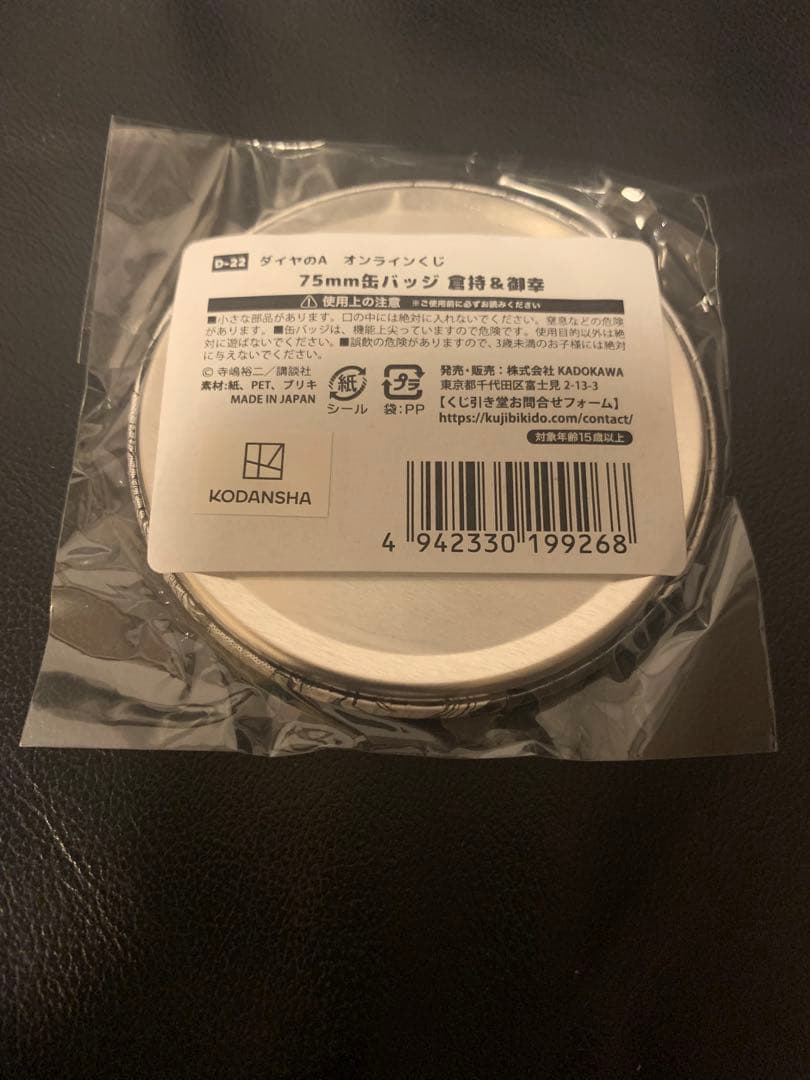 D-22 ダイヤのA オンラインくじ
75mm缶バッジ 倉持&御幸
⚠使用上の注意 ※ご使用前に必ずお読みください
■小さな部品があります。口の中には絶対に入れないでください。窒息などの危険
があります。■缶バッジは、機能上尖っていますので危険です。使用目的以外は絶
対に遊ばないでください。■誤飲の危険がありますので、3歳未満のお子様には絶対
に与えないでください。
© 寺嶋裕二/講談社
素材:紙、PET、ブリキ
MADE IN JAPAN
紙
シール
プラ
袋:PP
発売・販売:株式会社 KADOKAWA
東京都千代田区富士見 2-13-3
【くじ引き堂お問合せフォーム】
https://kujibikido.com/contact/
対象年齢15歳以上
KODANSHA
4 942330 199268